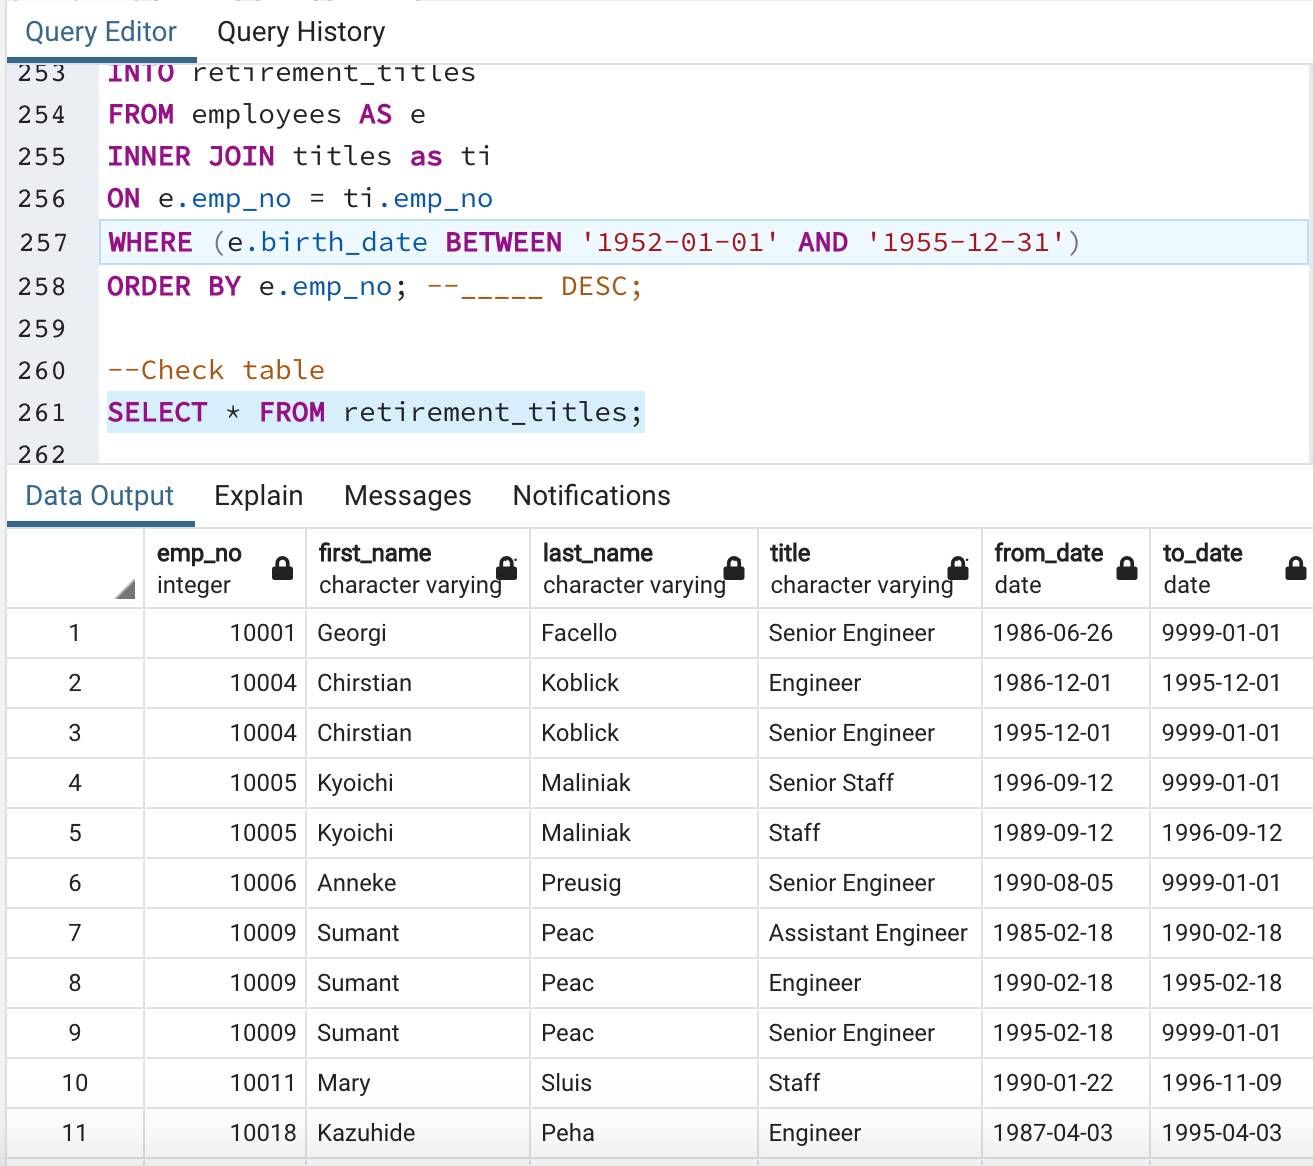 Query Editor Query History
253 INTO retirement_titles
254 FROM employees AS e
255 INNER JOIN titles as ti
256 ON e.emp_no = ti.emp_no
257 WHERE (e.birth_date BETWEEN '1952-01-01' AND '1955-12-31')
258 ORDER BY e.emp_no; --_____ DESC;
259
260 --Check table
261 SELECT * FROM retirement_titles;
262
Data Output Explain Messages Notifications
emp_no first_name last_name title from_date to_date
integer character varying character varying character varying date date
1 10001 Georgi Facello Senior Engineer 1986-06-26 9999-01-01
2 10004 Chirstian Koblick Engineer 1986-12-01 1995-12-01
3 10004 Chirstian Koblick Senior Engineer 1995-12-01 9999-01-01
4 10005 Kyoichi Maliniak Senior Staff 1996-09-12 9999-01-01
5 10005 Kyoichi Maliniak Staff 1989-09-12 1996-09-12
6 10006 Anneke Preusig Senior Engineer 1990-08-05 9999-01-01
7 10009 Sumant Peac Assistant Engineer 1985-02-18 1990-02-18
8 10009 Sumant Peac Engineer 1990-02-18 1995-02-18
9 10009 Sumant Peac Senior Engineer 1995-02-18 9999-01-01
10 10011 Mary Sluis Staff 1990-01-22 1996-11-09
11 10018 Kazuhide Peha Engineer 1987-04-03 1995-04-03